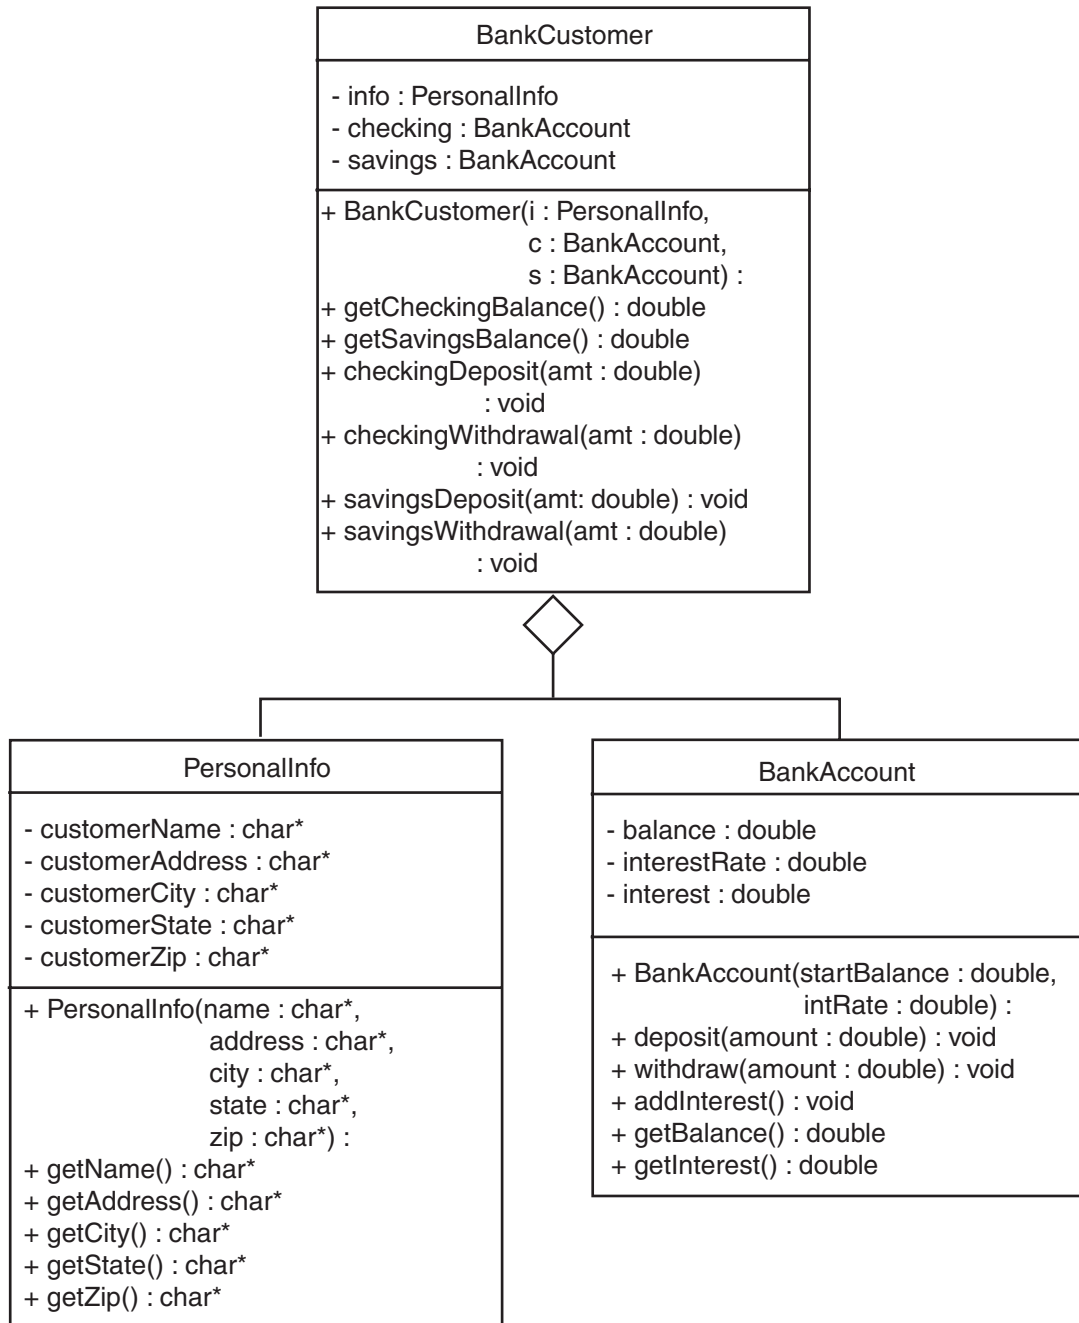 BankCustomer
- info : PersonalInfo
- checking : BankAccount
- savings : BankAccount
+ BankCustomer(i : PersonalInfo,
c : BankAccount,
s : BankAccount) :
+ getCheckingBalance() : double
+ getSavingsBalance() : double
+ checkingDeposit(amt : double)
: void
+ checkingWithdrawal(amt : double)
: void
+ savingsDeposit(amt: double) : void
+ savingsWithdrawal(amt : double)
: void
PersonalInfo
- customerName : char*
- customerAddress : char*
- customerCity : char*
- customerState : char*
- customerZip : char*
+ PersonalInfo(name : char*,
address : char*,
city : char*,
state : char*,
zip : char*) :
+ getName() : char*
+ getAddress() : char*
+ getCity() : char*
+ getState() : char*
+ getZip() : char*
BankAccount
- balance : double
- interestRate : double
- interest : double
+ BankAccount(startBalance : double,
intRate : double) :
+ deposit(amount : double) : void
+ withdraw(amount : double) : void
+ addInterest() : void
+ getBalance() : double
+ getInterest() : double